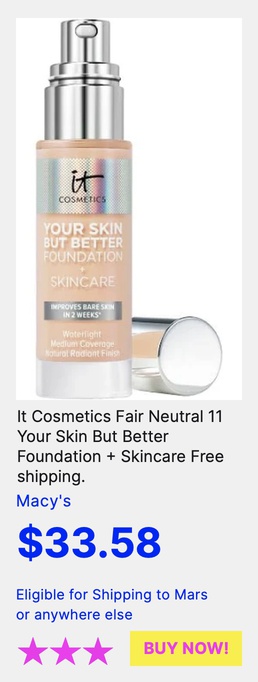 it
COSMETICS
YOUR SKIN
BUT BETTER
FOUNDATION
+
SKINCARE
IMPROVES BARE SKIN
IN 2 WEEKS*
Waterlight
Medium Coverage
Natural Radiant Finish
It Cosmetics Fair Neutral 11
Your Skin But Better
Foundation + Skincare Free
shipping.
Macy's
$33.58
Eligible for Shipping to Mars
or anywhere else
BUY NOW!